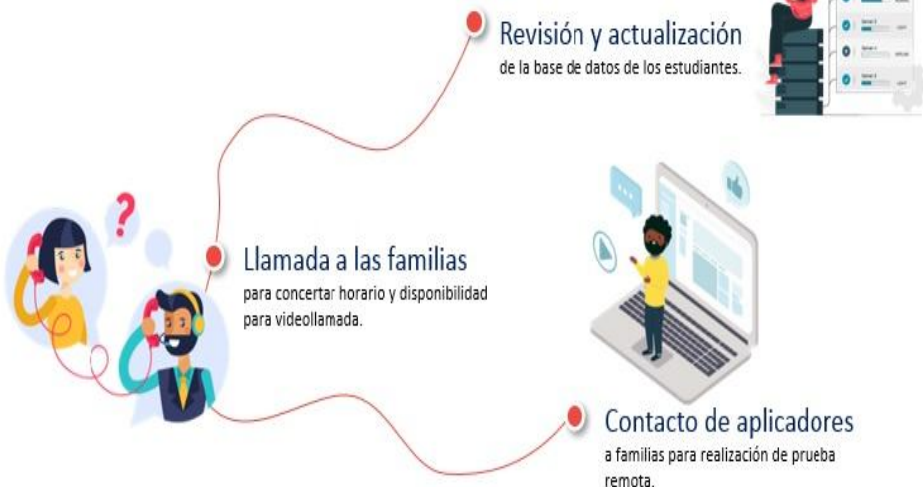 Revisión y actualización
de la base de datos de los estudiantes.
?
Llamada a las familias
para concertar horario y disponibilidad
para videollamada.
Contacto de aplicadores
a familias para realización de prueba
remota.